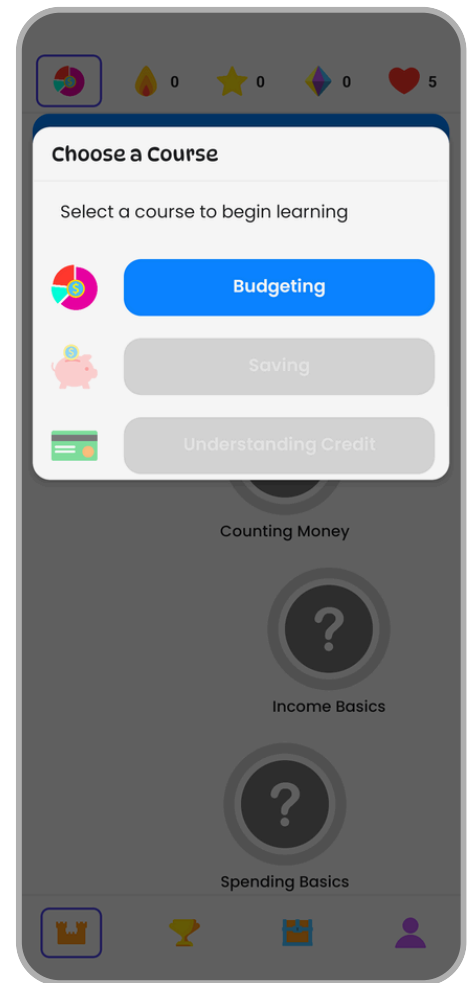 0 0 0 5
Choose a Course
Select a course to begin learning
Budgeting
Saving
Understanding Credit
Counting Money
?
Income Basics
?
Spending Basics